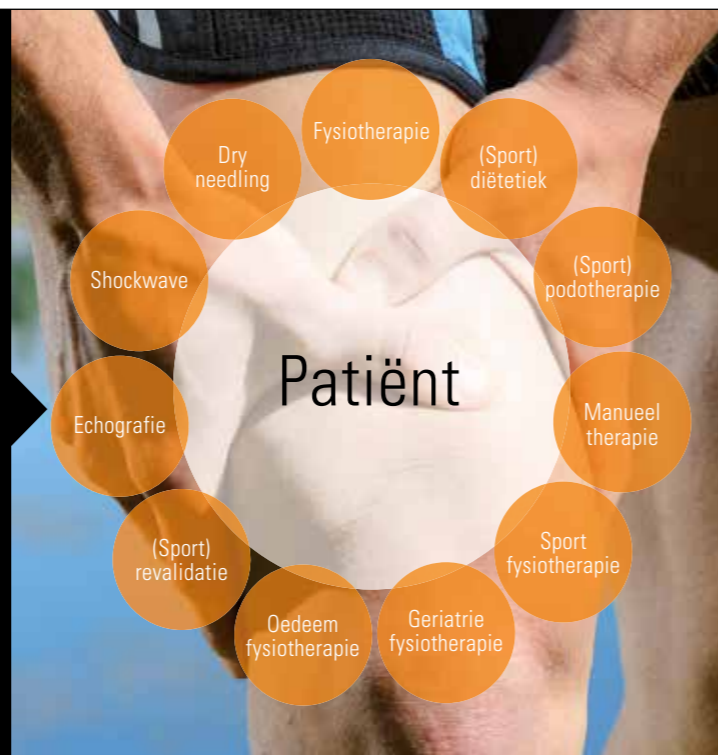 Fysiotherapie
(Sport)
diëtetiek
(Sport)
podotherapie
Manueel
therapie
Sport
fysiotherapie
Geriatrie
fysiotherapie
Oedeem
fysiotherapie
(Sport)
revalidatie
Echografie
Shockwave
Dry
needling
Patiënt